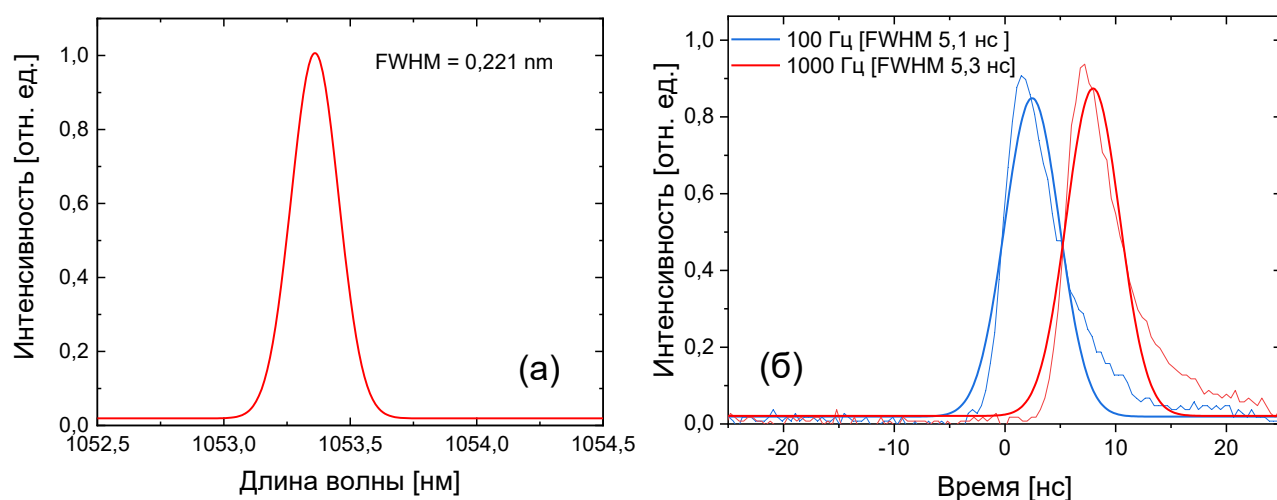 FWHM = 0,221 nm
(а)
Интенсивность [отн. ед.]
1,0
0,8
0,6
0,4
0,2
0,0
1052,5 1053,0 1053,5 1054,0 1054,5
Длина волны [нм]
100 Гц [FWHM 5,1 нс ]
1000 Гц [FWHM 5,3 нс]
(б)
Интенсивность [отн. ед.]
1,0
0,8
0,6
0,4
0,2
0,0
-20 -10 0 10 20
Время [нс]